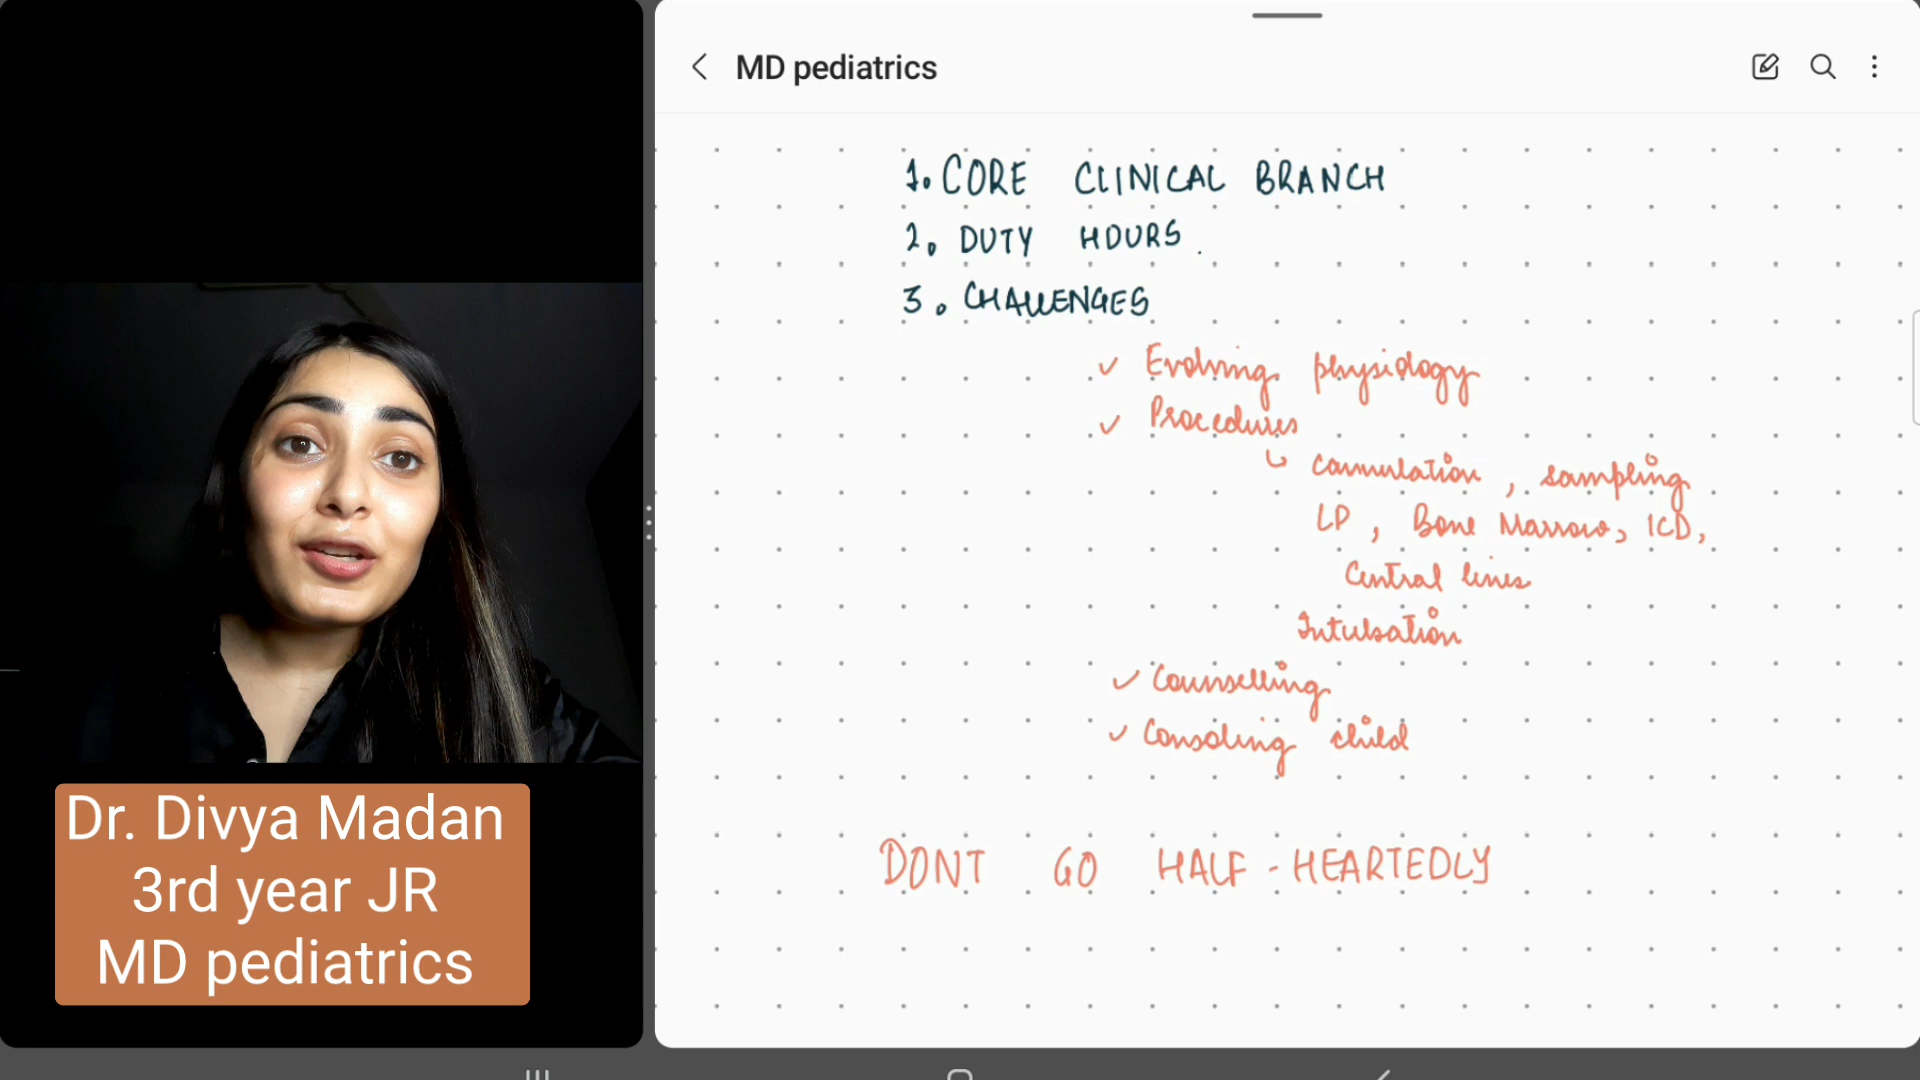 Dr. Divya Madan
3rd year JR
MD pediatrics
MD pediatrics
1. CORE CLINICAL BRANCH
2. DUTY HOURS.
3. CHALLENGES
✓ Evolving physiology
✓ Procedures
↳ cannulation, sampling
LP, Bone Marrow, ICD,
Central lines
Intubation
✓ Counselling
✓ Consoling child
DONT GO HALF-HEARTEDLY